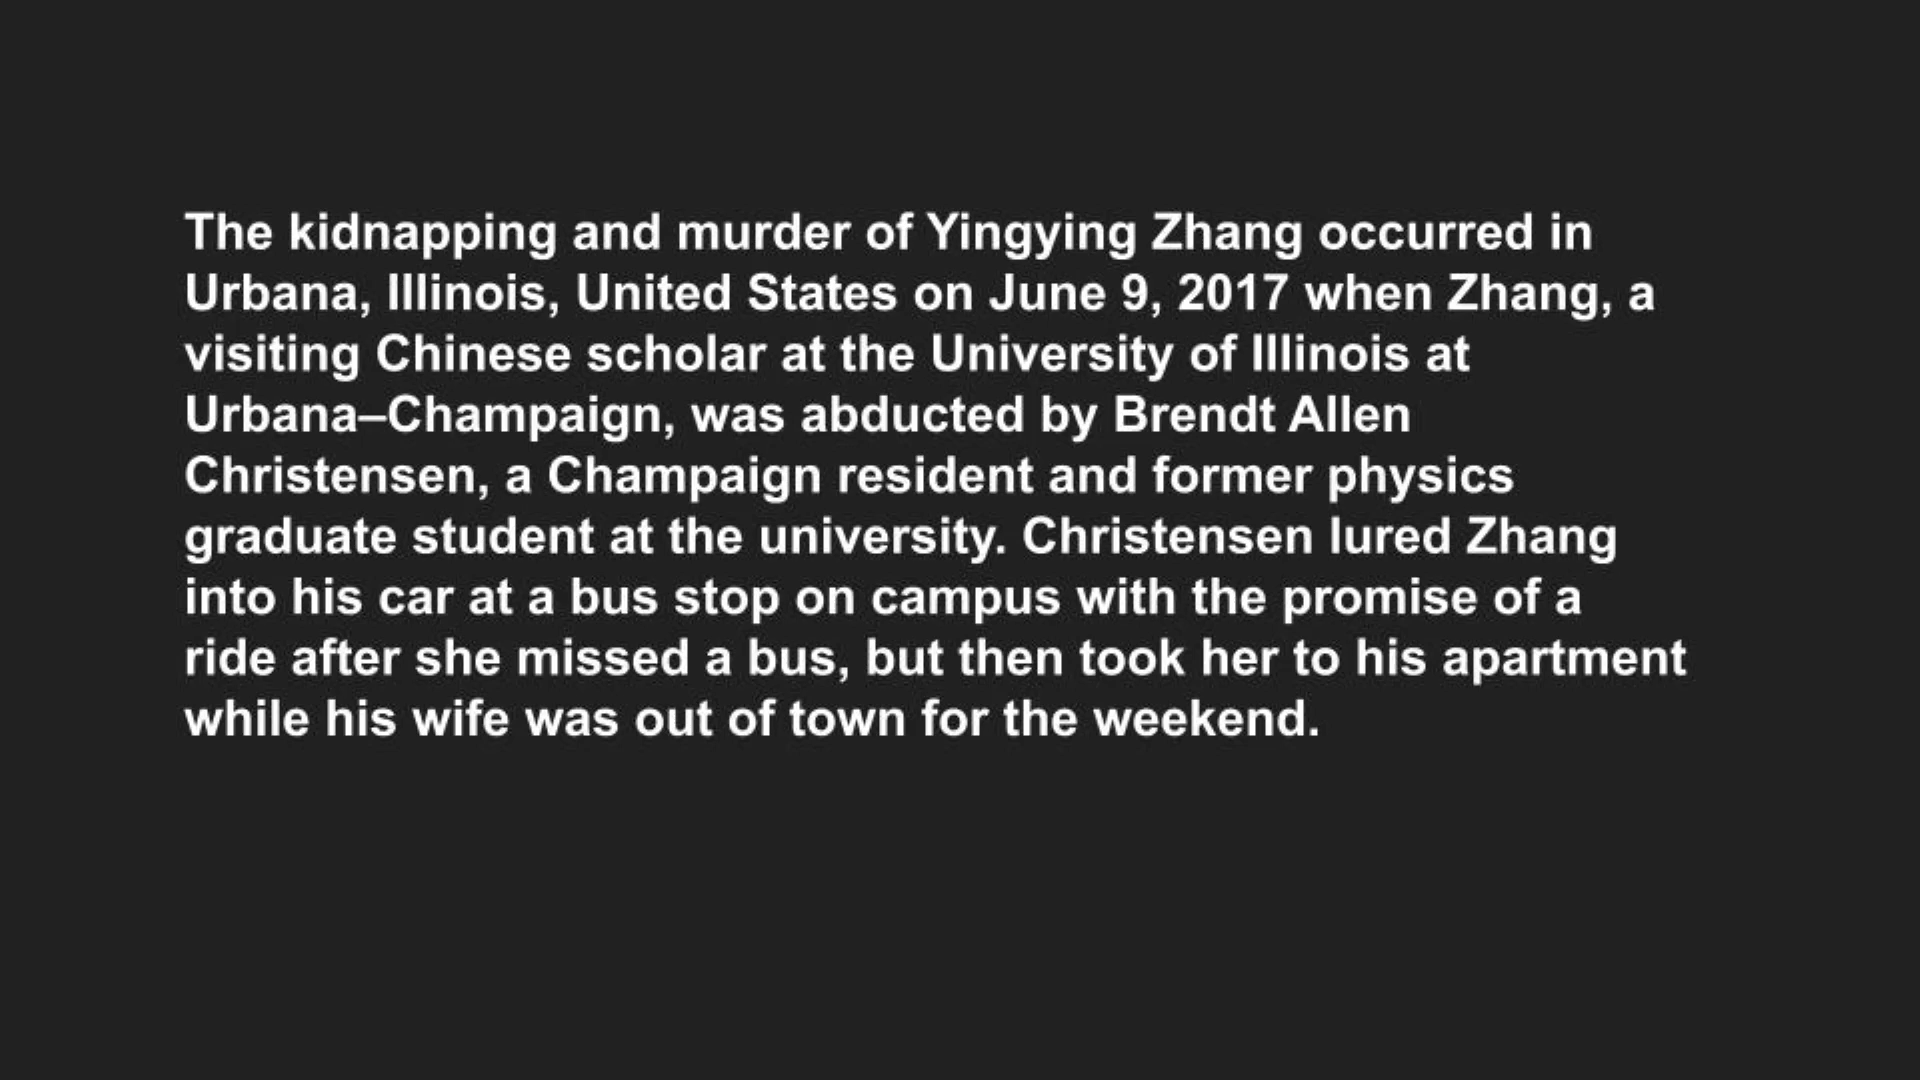 The kidnapping and murder of Yingying Zhang occurred in
Urbana, Illinois, United States on June 9, 2017 when Zhang, a
visiting Chinese scholar at the University of Illinois at
Urbana–Champaign, was abducted by Brendt Allen
Christensen, a Champaign resident and former physics
graduate student at the university. Christensen lured Zhang
into his car at a bus stop on campus with the promise of a
ride after she missed a bus, but then took her to his apartment
while his wife was out of town for the weekend.